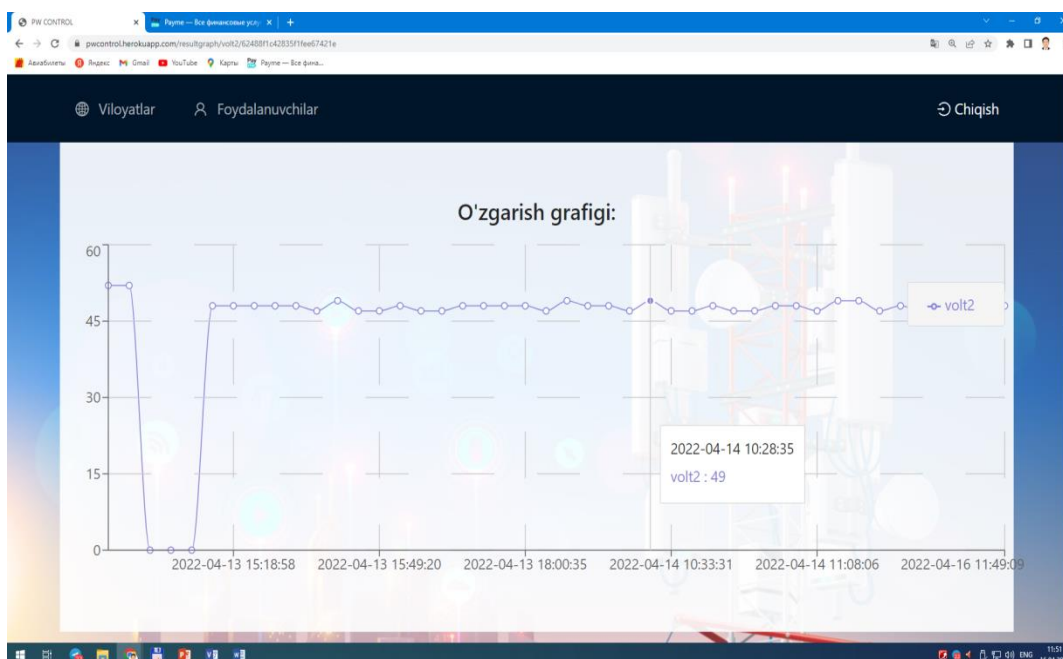 PW CONTROL
Payme — Все финансовые услу
pwcontrol.herokuapp.com/resultgraph/volt2/62488f1c42835f1fee67421e
Авиабилеты Яндекс Gmail YouTube Карты Payme — Все фина...
Viloyatlar Foydalanuvchilar Chiqish
O'zgarish grafigi:
60
volt2
45
30
2022-04-14 10:28:35
volt2 : 49
15
0
2022-04-13 15:18:58 2022-04-13 15:49:20 2022-04-13 18:00:35 2022-04-14 10:33:31 2022-04-14 11:08:06 2022-04-16 11:49:09
ENG